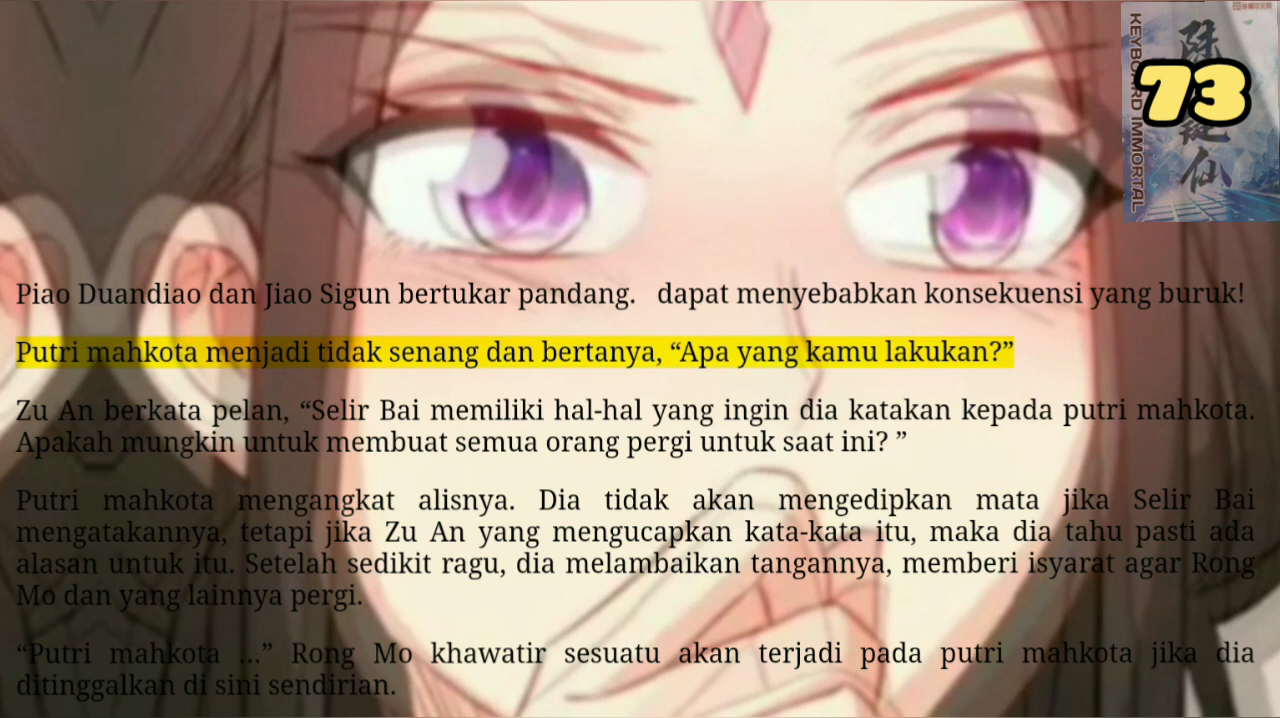 73
KEYBOARD IMMORTAL
Piao Duandiao dan Jiao Sigun bertukar pandang.   dapat menyebabkan konsekuensi yang buruk!
Putri mahkota menjadi tidak senang dan bertanya, “Apa yang kamu lakukan?”
Zu An berkata pelan, “Selir Bai memiliki hal-hal yang ingin dia katakan kepada putri mahkota.
Apakah mungkin untuk membuat semua orang pergi untuk saat ini? ”
Putri mahkota mengangkat alisnya. Dia tidak akan mengedipkan mata jika Selir Bai
mengatakannya, tetapi jika Zu An yang mengucapkan kata-kata itu, maka dia tahu pasti ada
alasan untuk itu. Setelah sedikit ragu, dia melambaikan tangannya, memberi isyarat agar Rong
Mo dan yang lainnya pergi.
“Putri mahkota ...” Rong Mo khawatir sesuatu akan terjadi pada putri mahkota jika dia
ditinggalkan di sini sendirian.